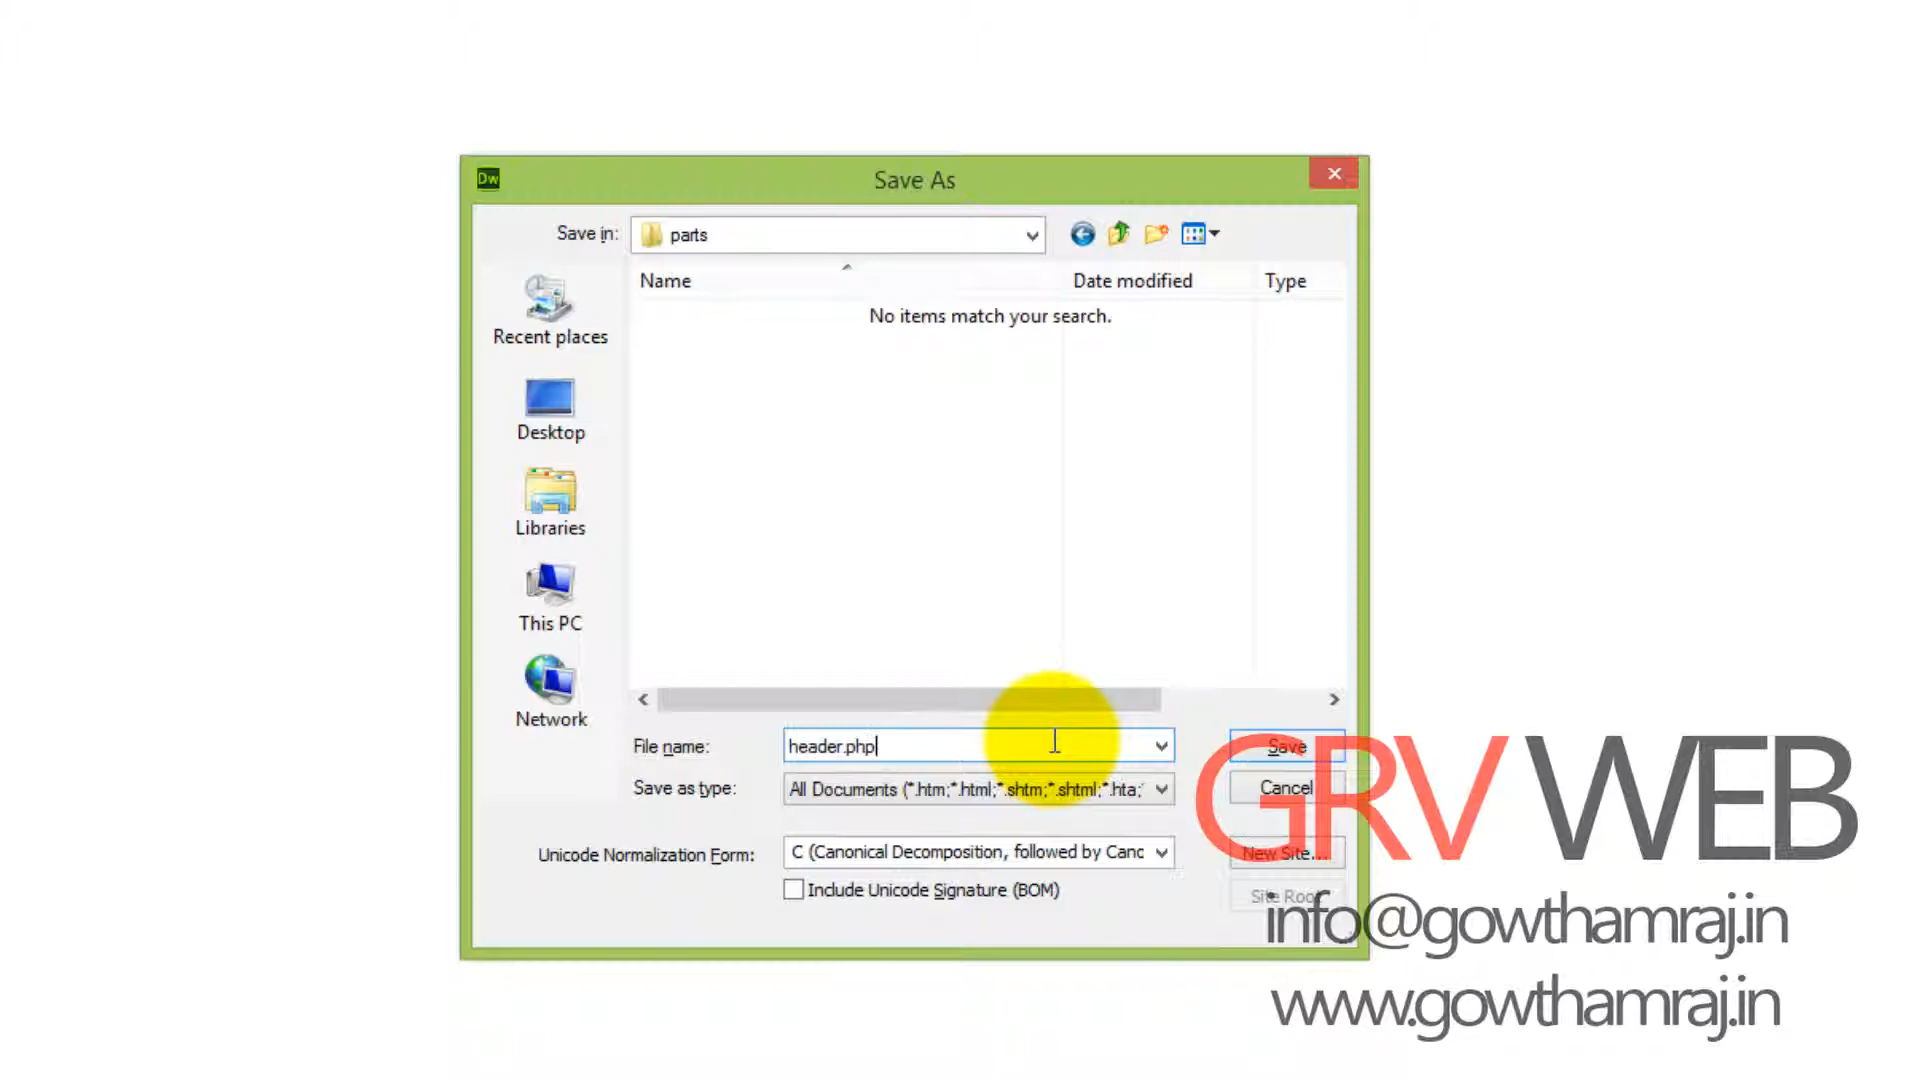 Dw
Save As
Save in:
parts
Name
Date modified
Type
No items match your search.
Recent places
Desktop
Libraries
This PC
Network
File name:
header.php
Save
Save as type:
All Documents (*.htm;*.html;*.shtm;*.shtml;*.hta;
Cancel
Unicode Normalization Form:
C (Canonical Decomposition, followed by Canc
New Site...
Include Unicode Signature (BOM)
Site Root
GRV WEB
info@gowthamraj.in
www.gowthamraj.in